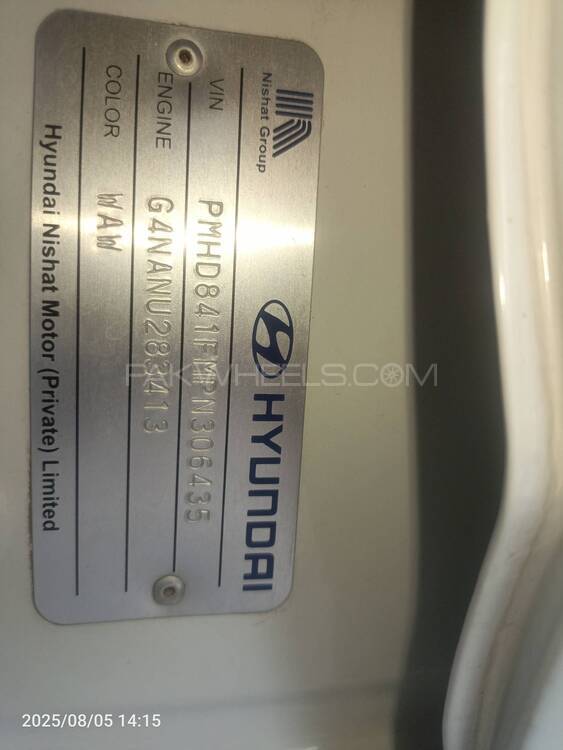 Nishat Group
HYUNDAI
VIN PMHD841FMPN306435
ENGINE G4NANU283413
COLOR WAW
Hyundai Nishat Motor (Private) Limited
PAKWHEELS.COM
2025/08/05 14:15